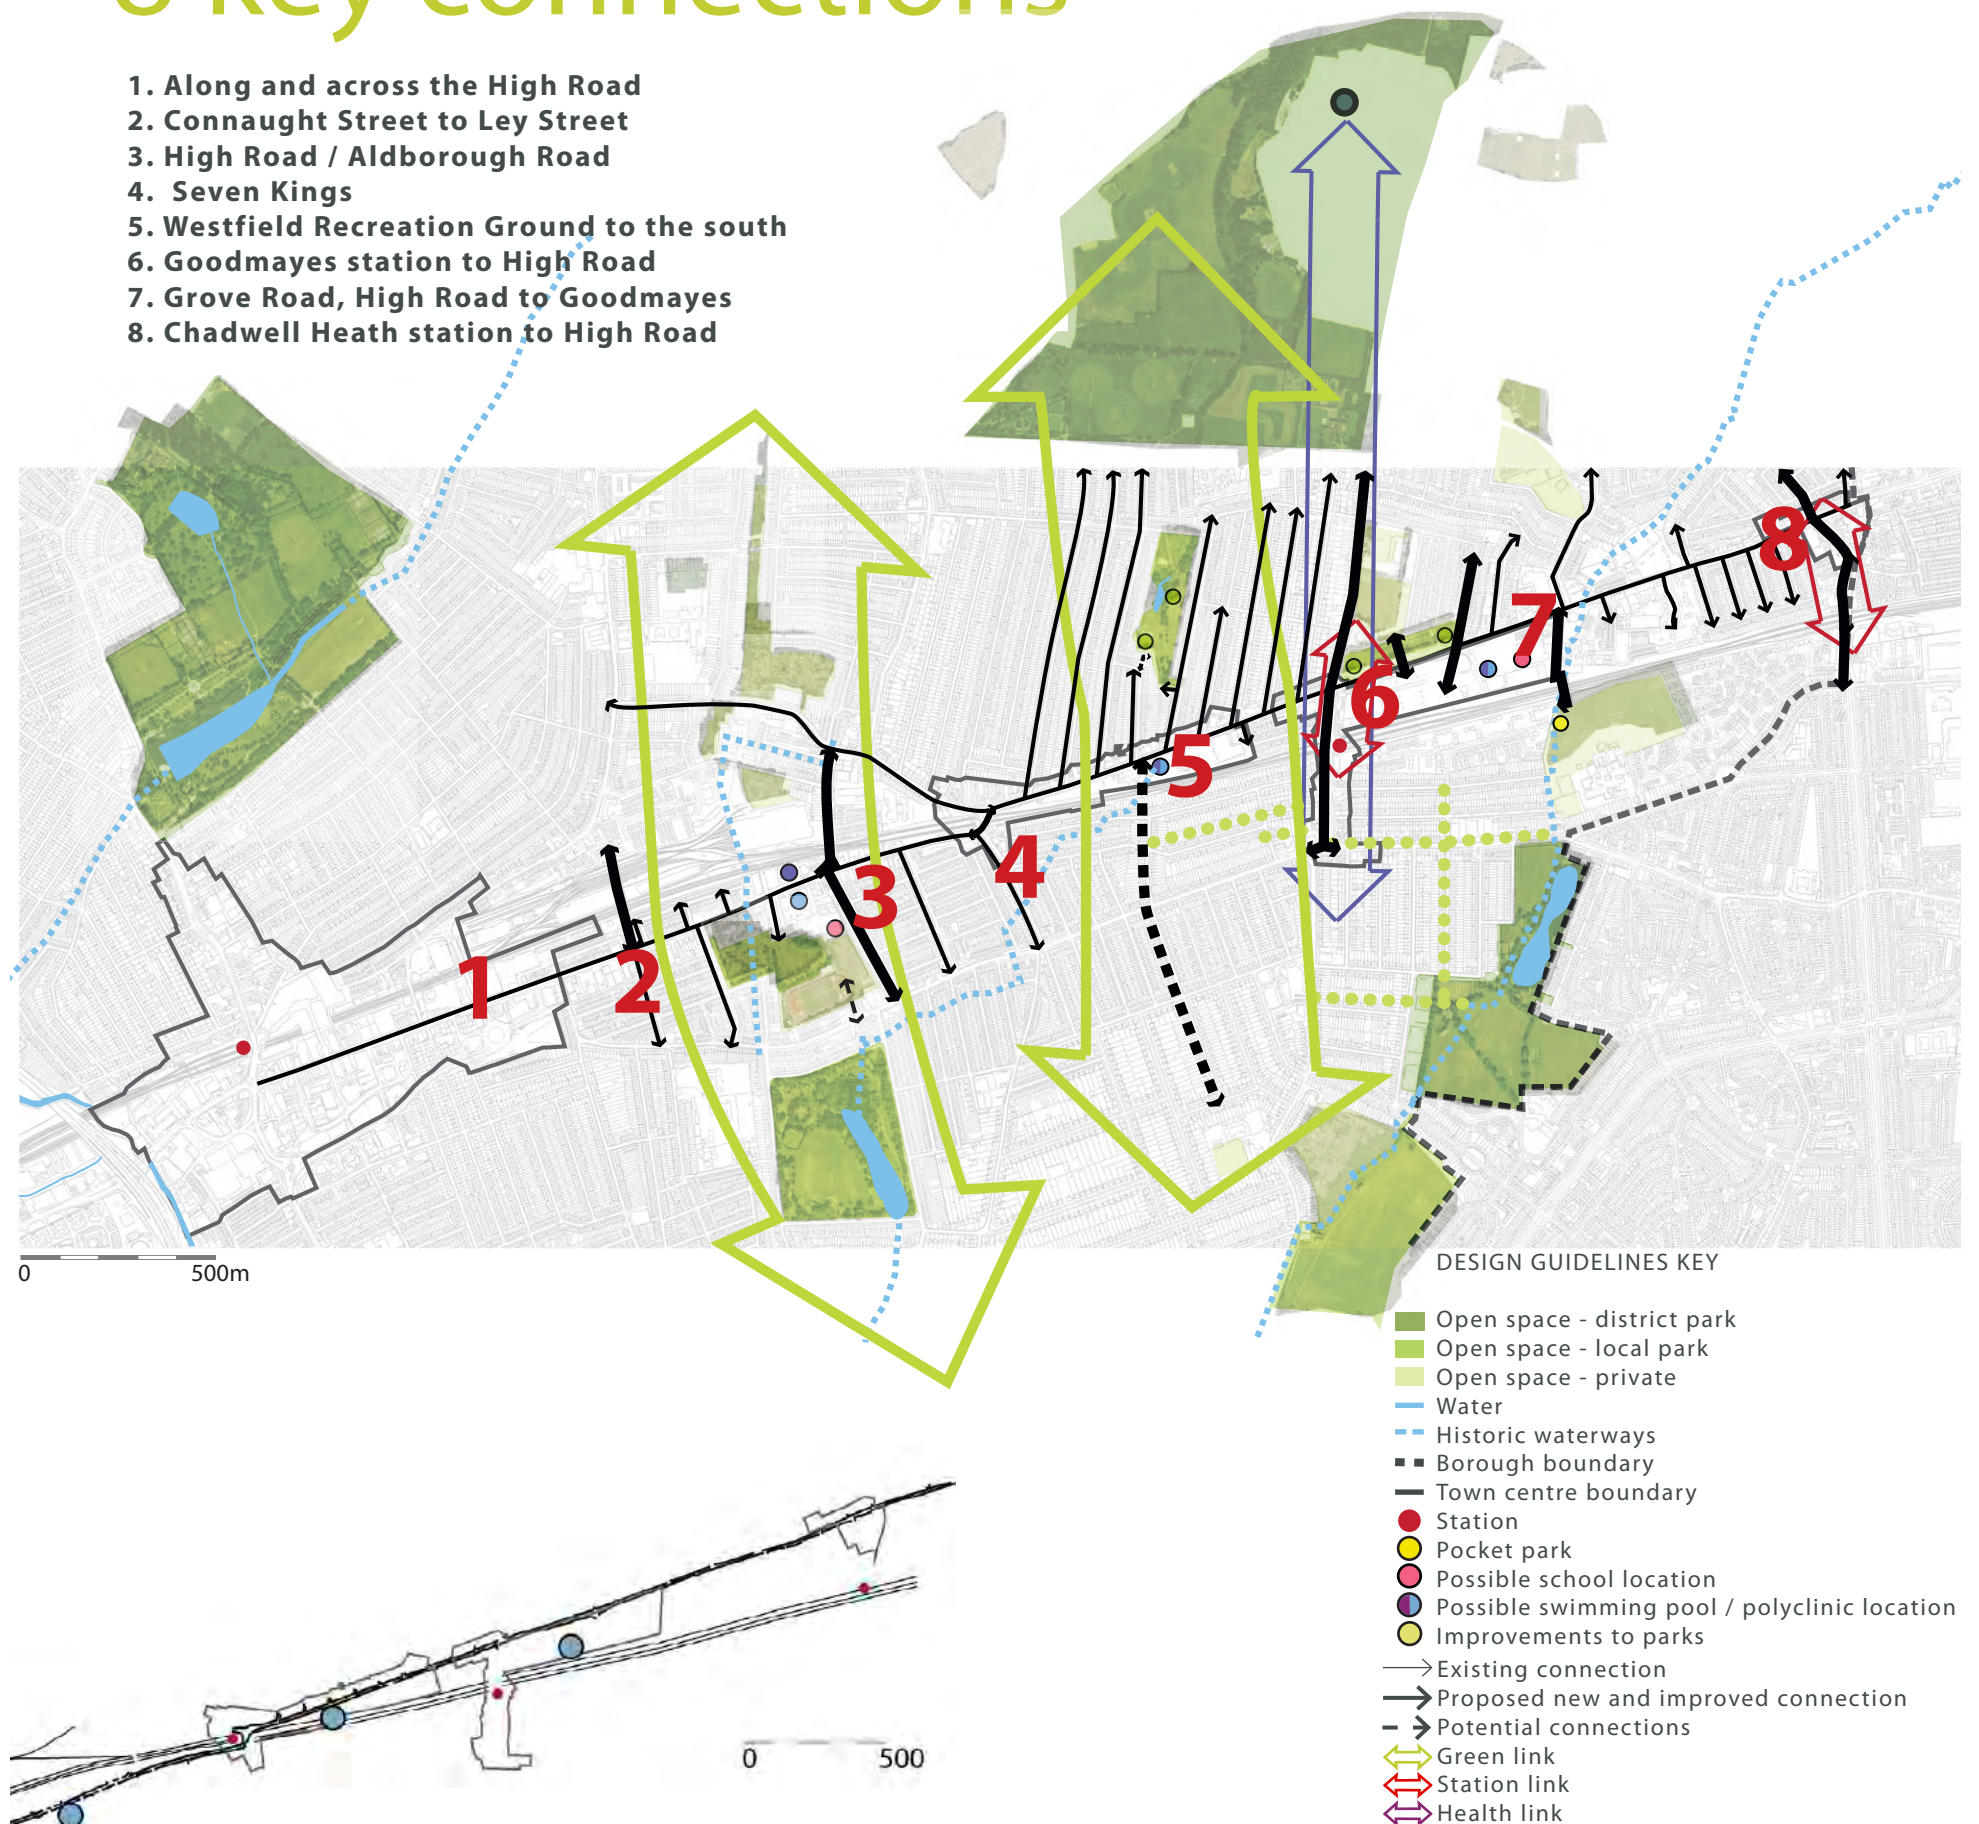 8 key connections
1. Along and across the High Road
2. Connaught Street to Ley Street
3. High Road / Aldborough Road
4. Seven Kings
5. Westfield Recreation Ground to the south
6. Goodmayes station to High Road
7. Grove Road, High Road to Goodmayes
8. Chadwell Heath station to High Road
8
7
6
5
4
3
2
1
0 500m
DESIGN GUIDELINES KEY
Open space - district park
Open space - local park
Open space - private
Water
Historic waterways
Borough boundary
Town centre boundary
Station
Pocket park
Possible school location
Possible swimming pool / polyclinic location
Improvements to parks
Existing connection
Proposed new and improved connection
Potential connections
Green link
Station link
Health link
0 500